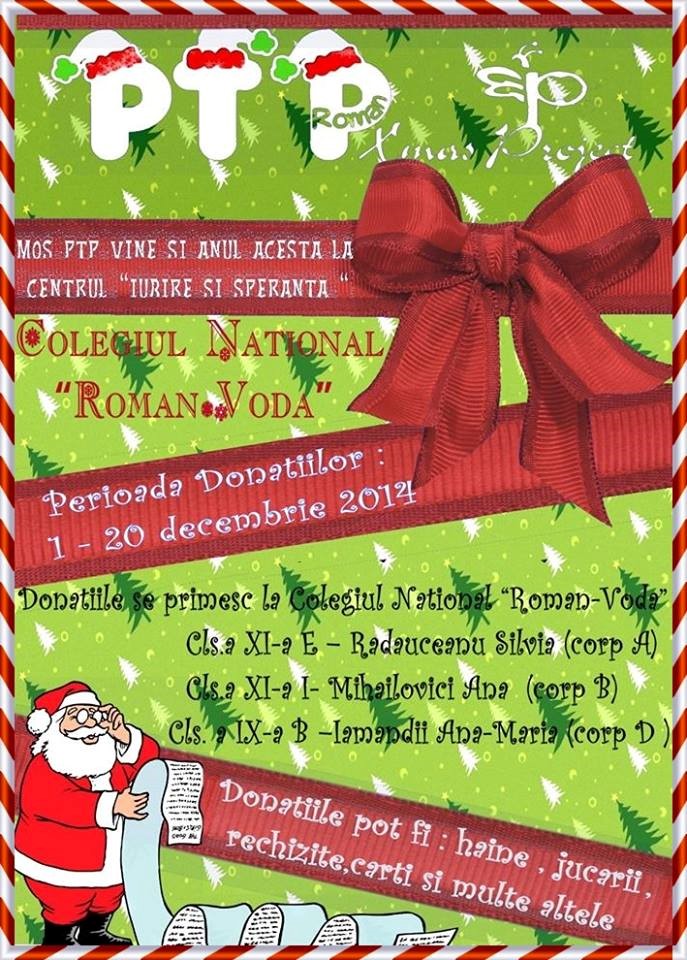 PTP
Roman
Ep
Xmas Project
MOS PTP VINE SI ANUL ACESTA LA
CENTRUL "IURIRE SI SPERANTA "
COLEGIUL NATIONAL
"ROMAN-VODA"
Perioada Donatiilor :
1 - 20 decembrie 2014
Donatiile se primesc la Colegiul National "Roman-Voda"
Cls.a XI-a E – Radauceanu Silvia (corp A)
Cls.a XI-a I- Mihailovici Ana (corp B)
Cls. a IX-a B –Iamandii Ana-Maria (corp D )
Donatiile pot fi : haine , jucarii ,
rechizite,carti si multe altele